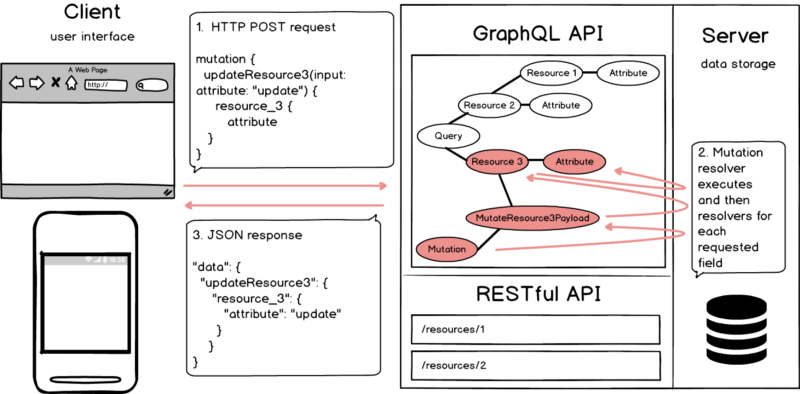 Client
user interface
A Web Page
http://
1. HTTP POST request
mutation {
updateResource3(input:
attribute: "update") {
resource_3 {
attribute
}
}
3. JSON response
"data": {
"updateResource3": {
"resource_3": {
"attribute": "update"
}
}
}
GraphQL API
Resource 1
Attribute
Resource 2
Attribute
Query
Resource 3
Attribute
MutateResource3Payload
Mutation
RESTful API
/resources/1
/resources/2
Server
data storage
2. Mutation
resolver
executes
and then
resolvers for
each
requested
field